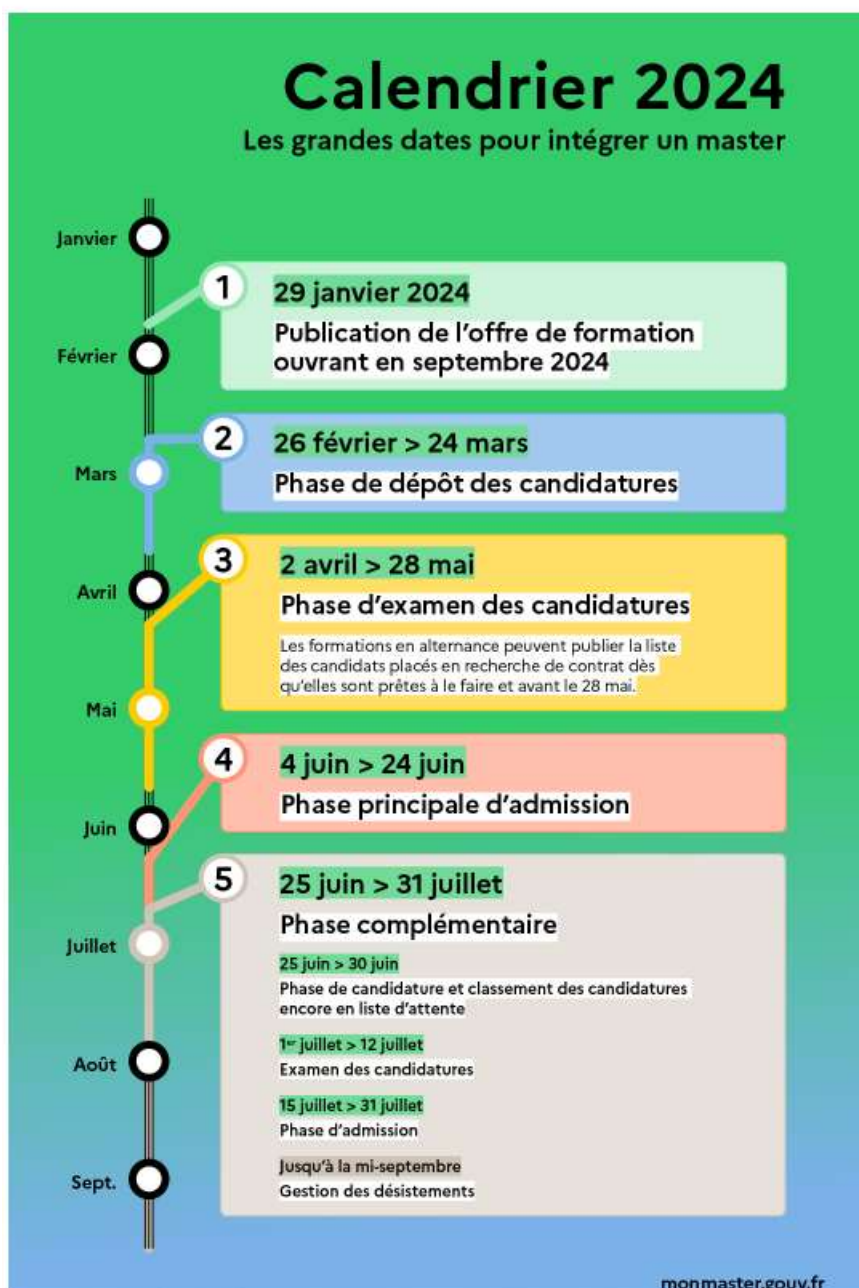 Calendrier 2024
Les grandes dates pour intégrer un master
Janvier
1
29 janvier 2024
Publication de l'offre de formation
ouvrant en septembre 2024
Février
2
26 février > 24 mars
Phase de dépôt des candidatures
Mars
3
2 avril > 28 mai
Phase d'examen des candidatures
Les formations en alternance peuvent publier la liste
des candidats placés en recherche de contrat dès
qu'elles sont prêtes à le faire et avant le 28 mai.
Avril
Mai
4
4 juin > 24 juin
Phase principale d'admission
Juin
5
25 juin > 31 juillet
Phase complémentaire
25 juin > 30 juin
Phase de candidature et classement des candidatures
encore en liste d'attente
1er juillet > 12 juillet
Examen des candidatures
15 juillet > 31 juillet
Phase d'admission
Jusqu'à la mi-septembre
Gestion des désistements
Juillet
Août
Sept.
monmaster.gouv.fr